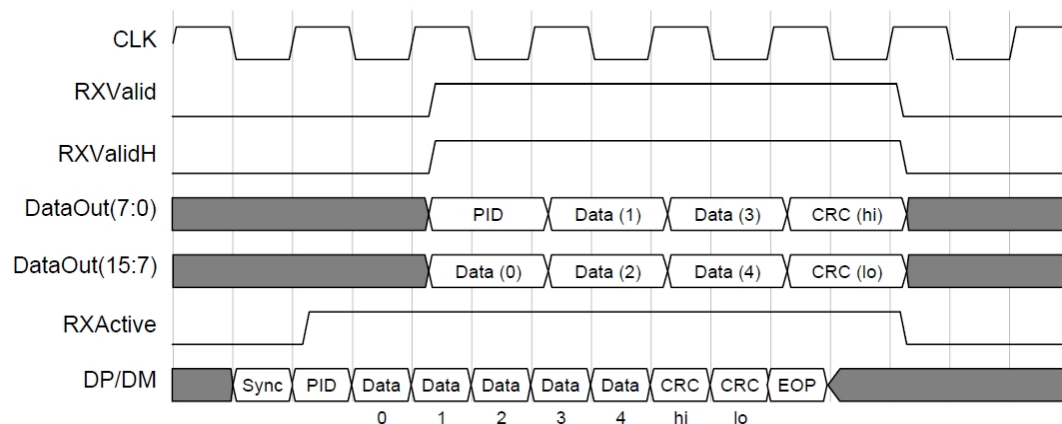 CLK
RXValid
RXValidH
DataOut(7:0) PID Data (1) Data (3) CRC (hi)
DataOut(15:7) Data (0) Data (2) Data (4) CRC (lo)
RXActive
DP/DM Sync PID Data Data Data Data Data CRC CRC EOP
0 1 2 3 4 hi lo